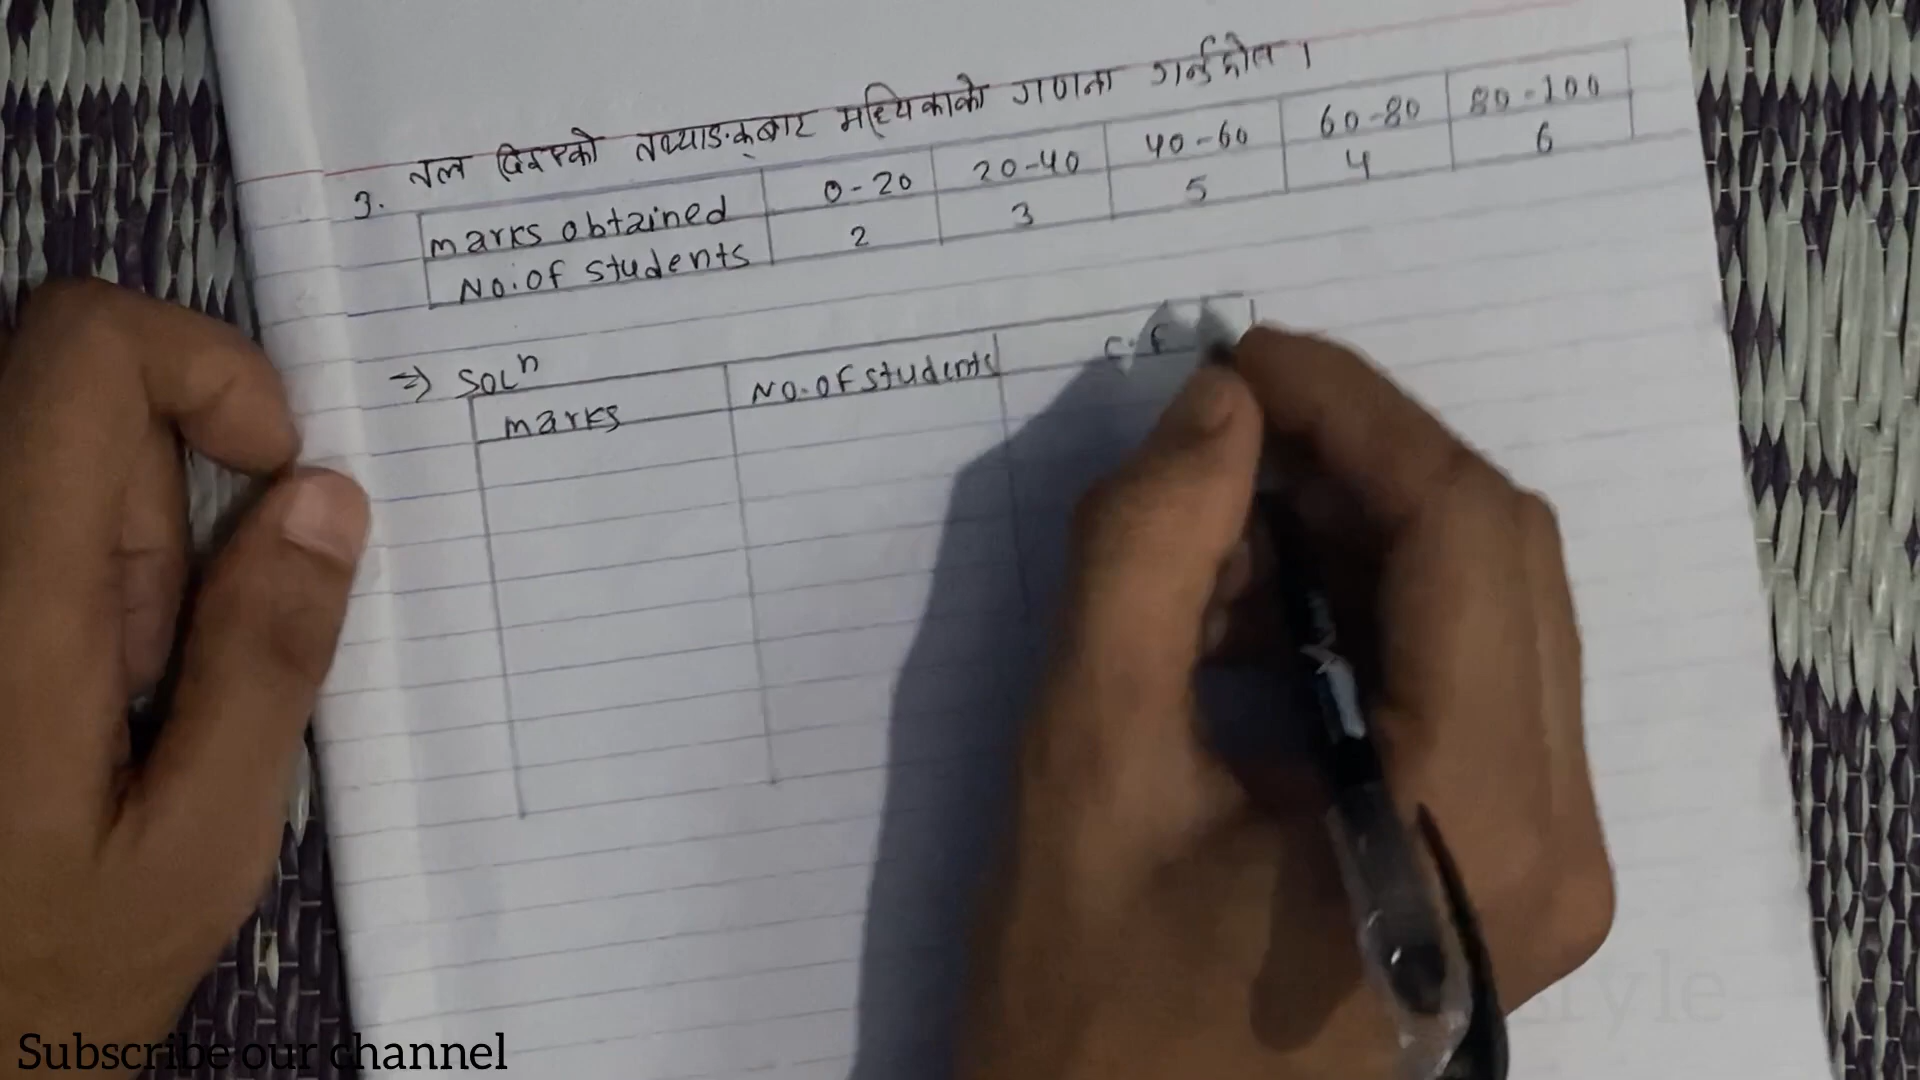 3. तल दिइएको तथ्याङ्कबाट मध्यिकाको गणना गर्नुहोस ।
marks obtained 0-20 20-40 40-60 60-80 80-100
No. of students 2 3 5 4 6
=> Solⁿ
marks No. of students c.f
Subscribe our channel